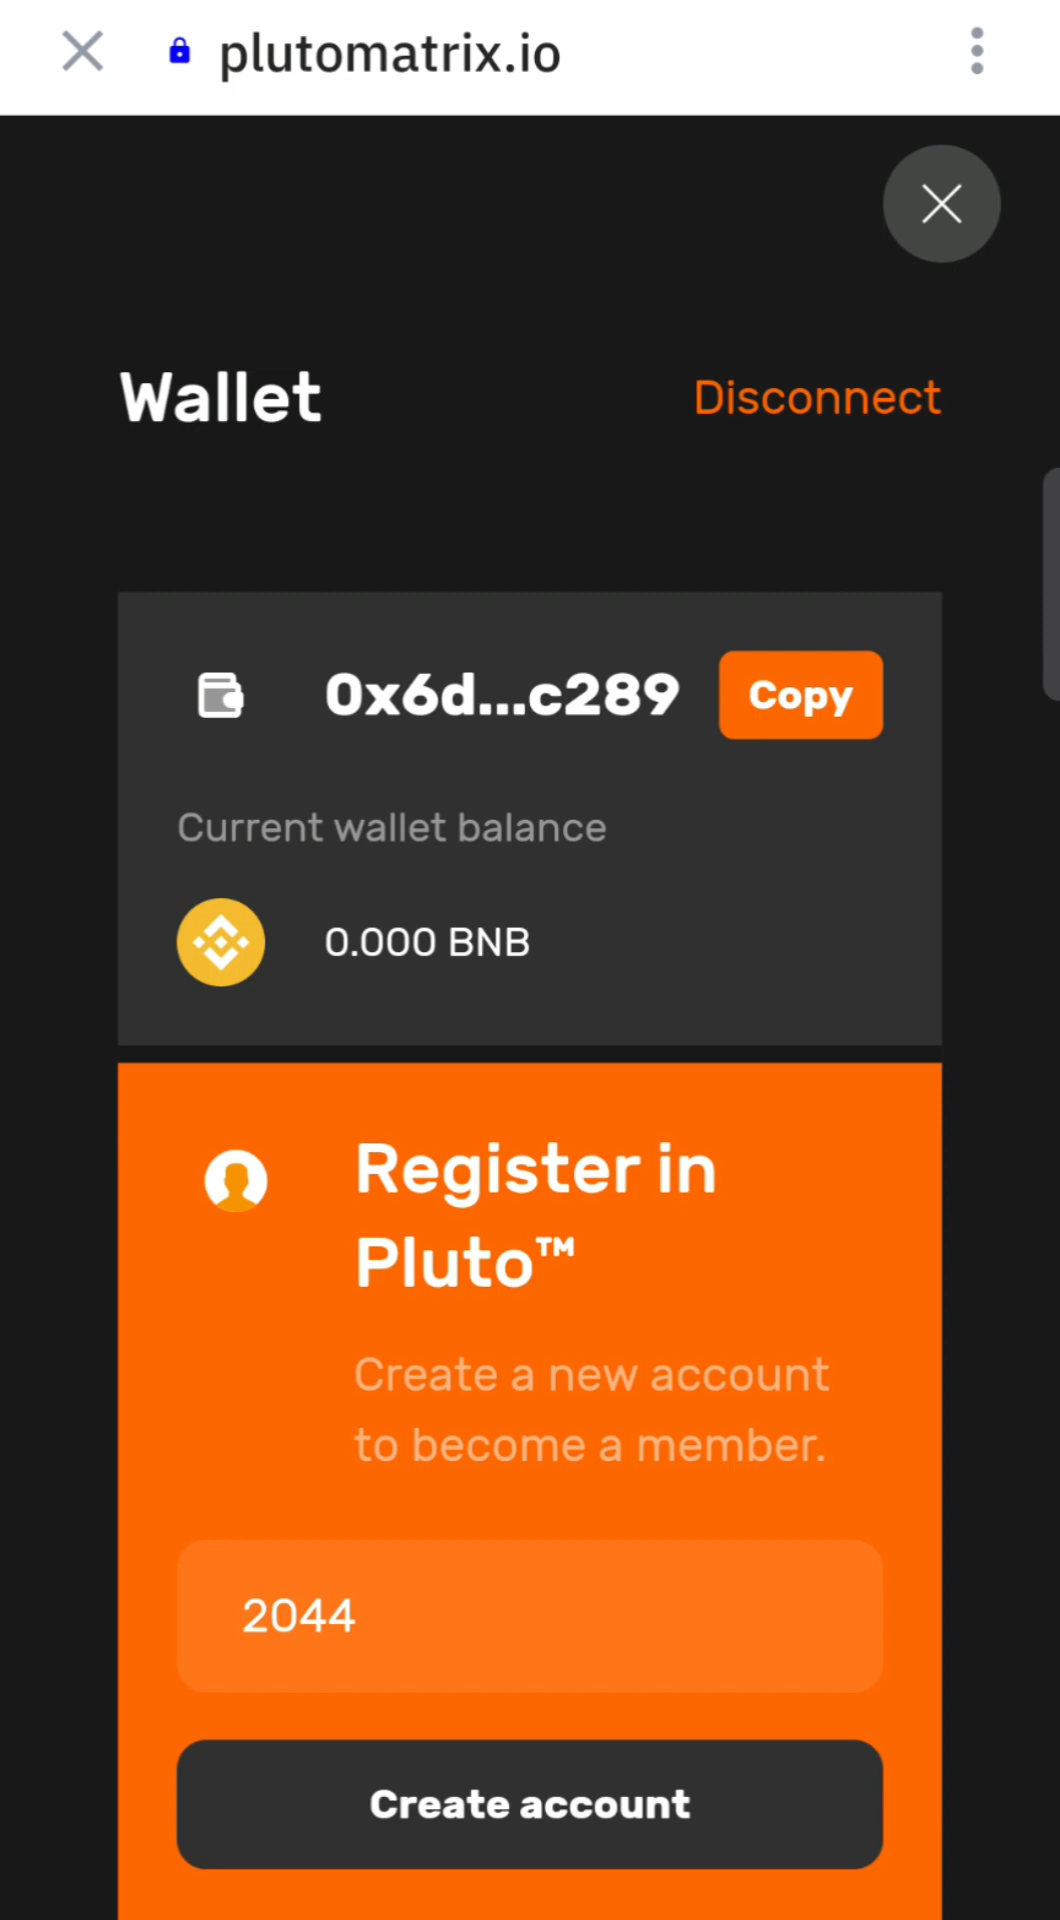 plutomatrix.io
Wallet
Disconnect
0x6d...c289
Copy
Current wallet balance
0.000 BNB
Register in
Pluto™
Create a new account
to become a member.
2044
Create account